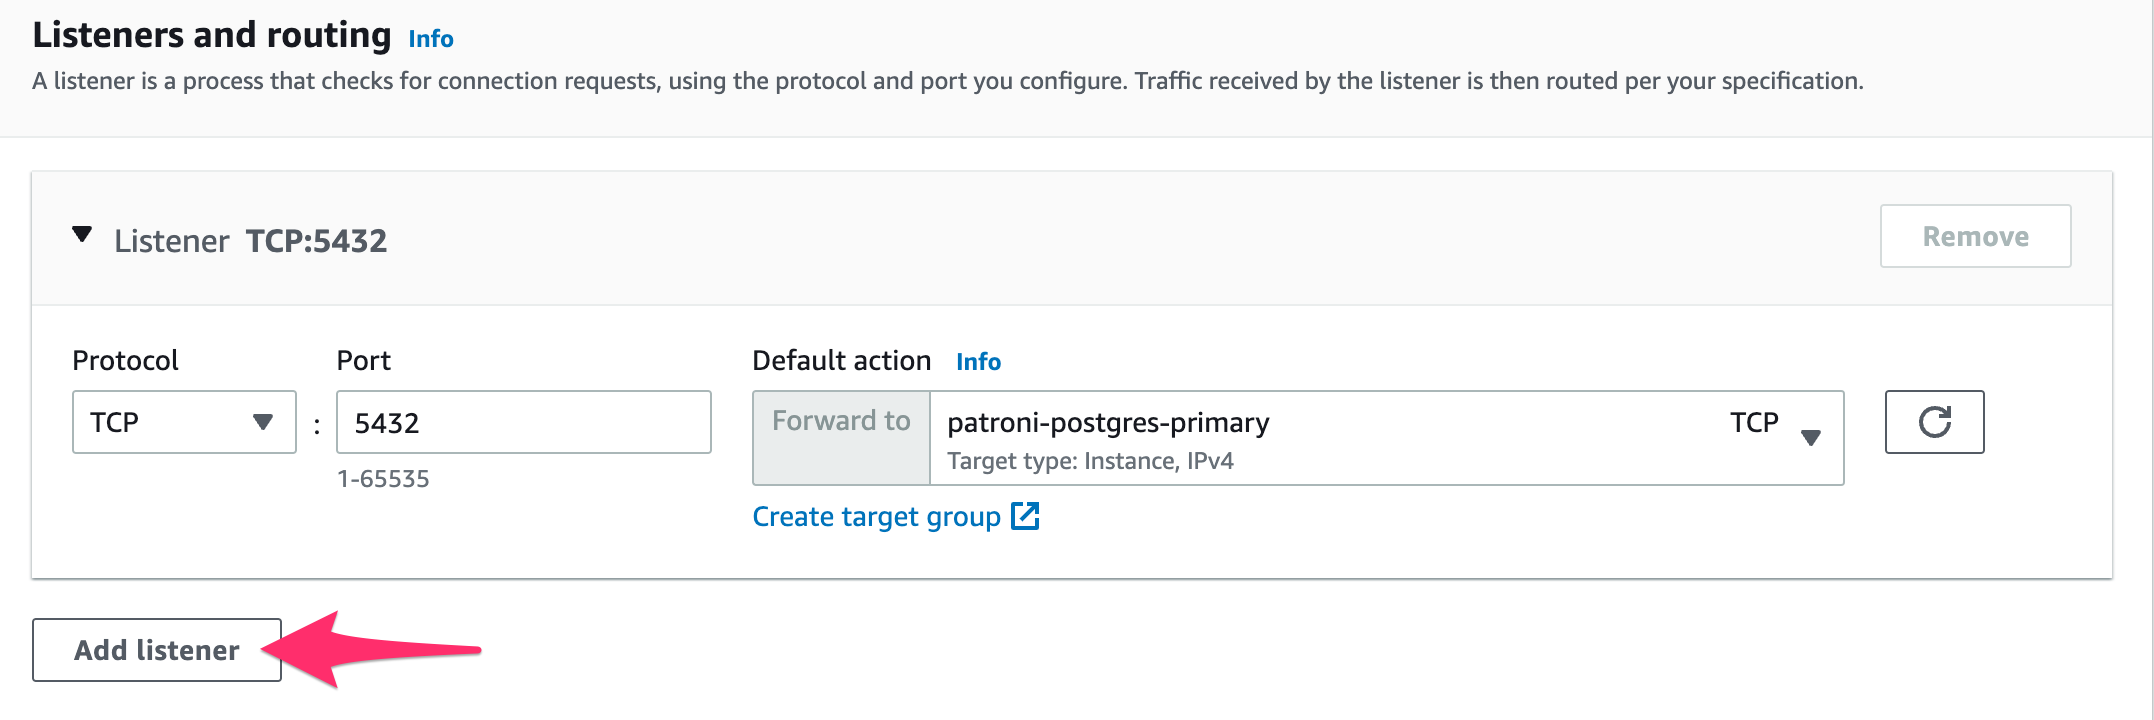 Listeners and routing Info
A listener is a process that checks for connection requests, using the protocol and port you configure. Traffic received by the listener is then routed per your specification.
Listener TCP:5432
Remove
Protocol
Port
Default action Info
TCP
:
5432
1-65535
Forward to
patroni-postgres-primary
TCP
Target type: Instance, IPv4
Create target group
Add listener